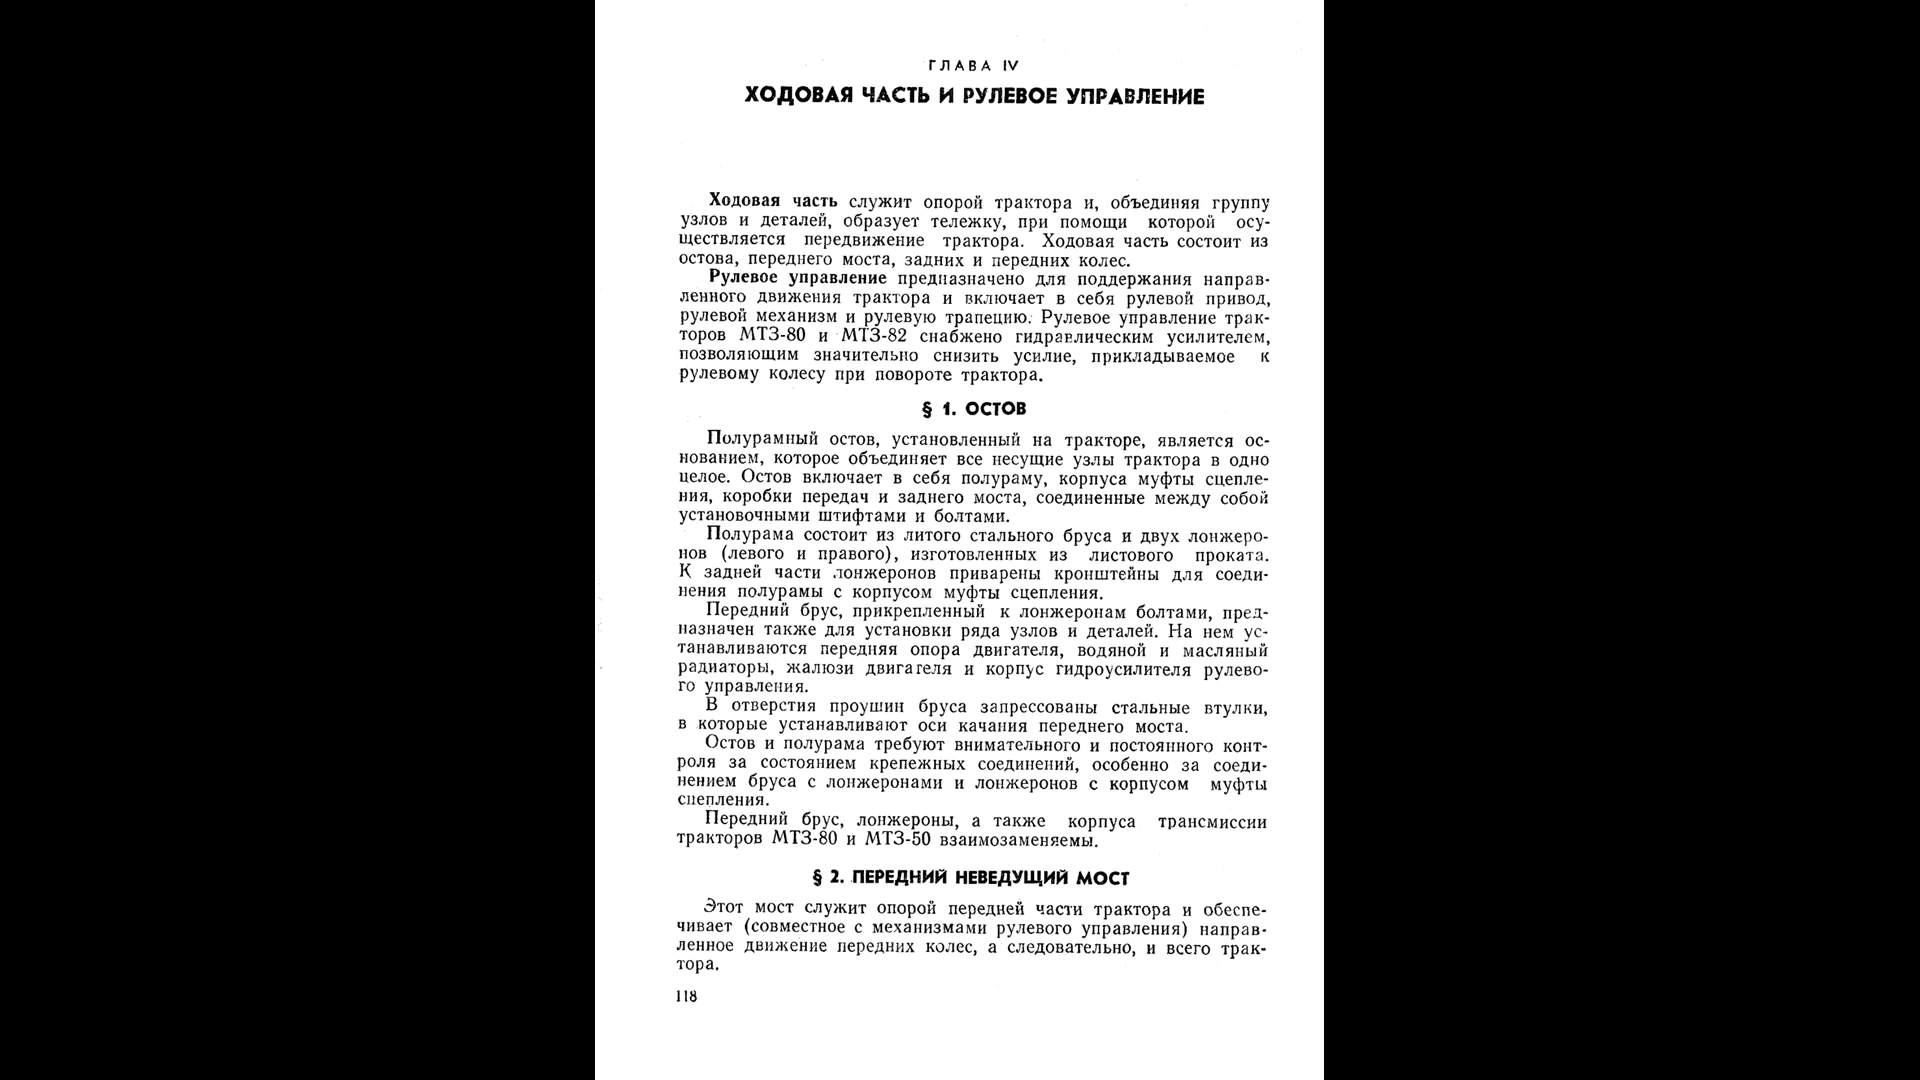 ГЛАВА IV
ХОДОВАЯ ЧАСТЬ И РУЛЕВОЕ УПРАВЛЕНИЕ
Ходовая часть служит опорой трактора и, объединяя группу
узлов и деталей, образует тележку, при помощи которой осу-
ществляется передвижение трактора. Ходовая часть состоит из
остова, переднего моста, задних и передних колес.
Рулевое управление предназначено для поддержания направ-
ленного движения трактора и включает в себя рулевой привод,
рулевой механизм и рулевую трапецию. Рулевое управление трак-
торов МТЗ-80 и МТЗ-82 снабжено гидравлическим усилителем,
позволяющим значительно снизить усилие, прикладываемое к
рулевому колесу при повороте трактора.
§ 1. ОСТОВ
Полурамный остов, установленный на тракторе, является ос-
нованием, которое объединяет все несущие узлы трактора в одно
целое. Остов включает в себя полураму, корпуса муфты сцепле-
ния, коробки передач и заднего моста, соединенные между собой
установочными штифтами и болтами.
Полурама состоит из литого стального бруса и двух лонжеро-
нов (левого и правого), изготовленных из листового проката.
К задней части лонжеронов приварены кронштейны для соеди-
нения полурамы с корпусом муфты сцепления.
Передний брус, прикрепленный к лонжеронам болтами, пред-
назначен также для установки ряда узлов и деталей. На нем ус-
танавливаются передняя опора двигателя, водяной и масляный
радиаторы, жалюзи двигателя и корпус гидроусилителя рулево-
го управления.
В отверстия проушин бруса запрессованы стальные втулки,
в которые устанавливают оси качания переднего моста.
Остов и полурама требуют внимательного и постоянного конт-
роля за состоянием крепежных соединений, особенно за соеди-
нением бруса с лонжеронами и лонжеронов с корпусом муфты
сцепления.
Передний брус, лонжероны, а также корпуса трансмиссии
тракторов МТЗ-80 и МТЗ-50 взаимозаменяемы.
§ 2. ПЕРЕДНИЙ НЕВЕДУЩИЙ МОСТ
Этот мост служит опорой передней части трактора и обеспе-
чивает (совместное с механизмами рулевого управления) направ-
ленное движение передних колес, а следовательно, и всего трак-
тора.
118